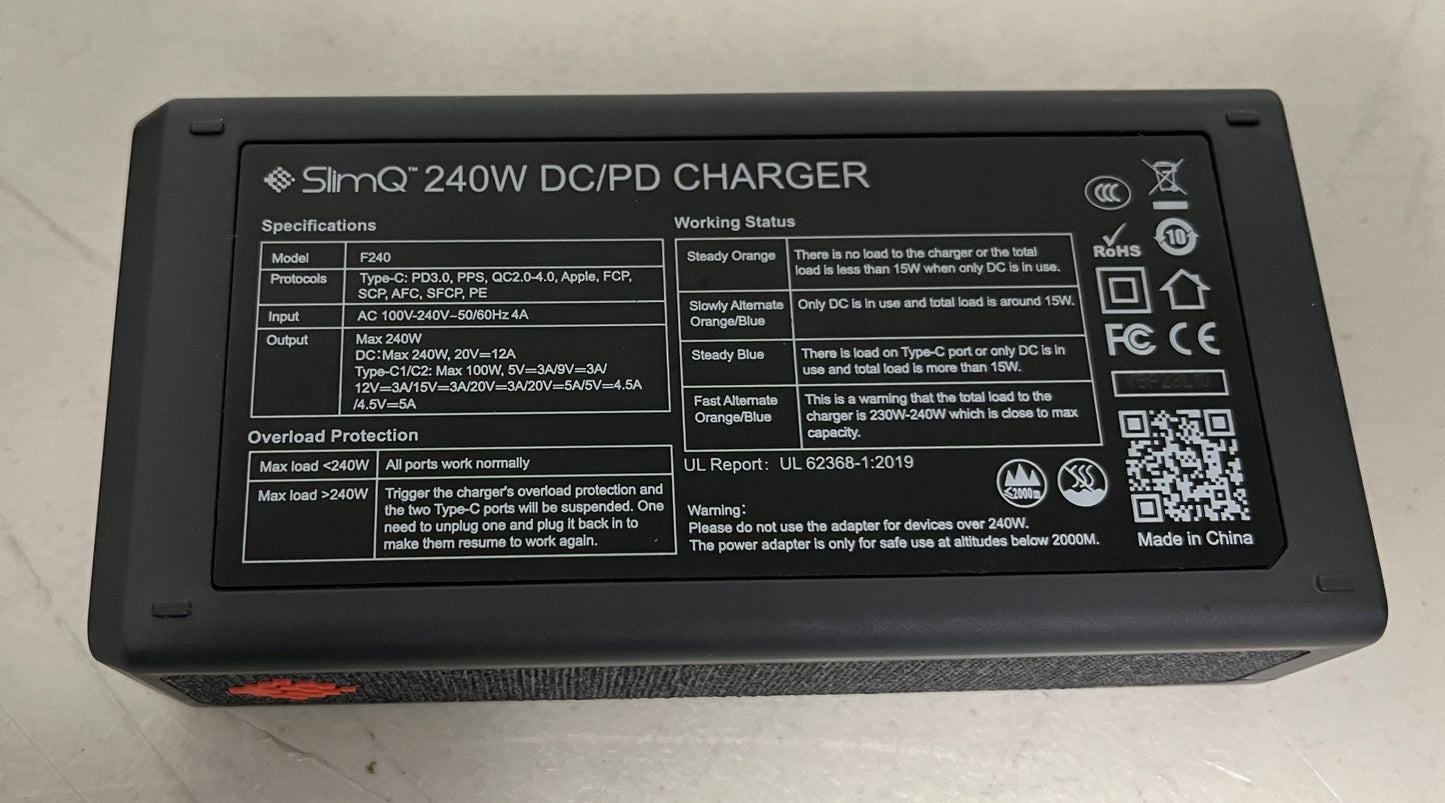 SlimQ™ 240W DC/PD CHARGER
Specifications
Model F240
Protocols Type-C: PD3.0, PPS, QC2.0-4.0, Apple, FCP,
SCP, AFC, SFCP, PE
Input AC 100V-240V~50/60Hz 4A
Output Max 240W
DC:Max 240W, 20V⎓12A
Type-C1/C2: Max 100W, 5V⎓3A/9V⎓3A/
12V⎓3A/15V⎓3A/20V⎓3A/20V⎓5A/5V⎓4.5A
/4.5V⎓5A
Overload Protection
Max load <240W All ports work normally
Max load >240W Trigger the charger's overload protection and
the two Type-C ports will be suspended. One
need to unplug one and plug it back in to
make them resume to work again.
Working Status
Steady Orange There is no load to the charger or the total
load is less than 15W when only DC is in use.
Slowly Alternate Only DC is in use and total load is around 15W.
Orange/Blue
Steady Blue There is load on Type-C port or only DC is in
use and total load is more than 15W.
Fast Alternate This is a warning that the total load to the
Orange/Blue charger is 230W-240W which is close to max
capacity.
UL Report: UL 62368-1:2019
≤2000m
Warning:
Please do not use the adapter for devices over 240W.
The power adapter is only for safe use at altitudes below 2000M.
CCC
RoHS
10
FC CE
Made in China